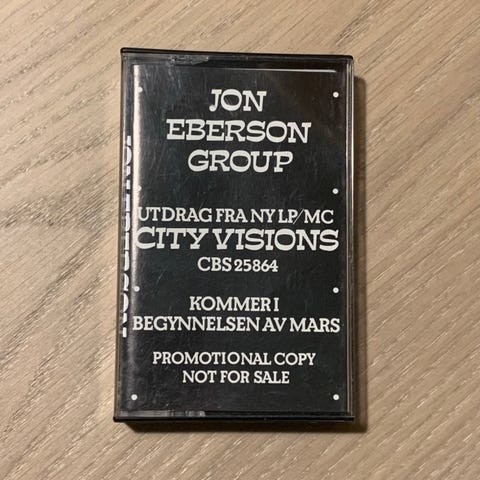 JON
EBERSON
GROUP
UTDRAG FRA NY LP/MC
CITY VISIONS
CBS 25864
KOMMER I
BEGYNNELSEN AV MARS
PROMOTIONAL COPY
NOT FOR SALE